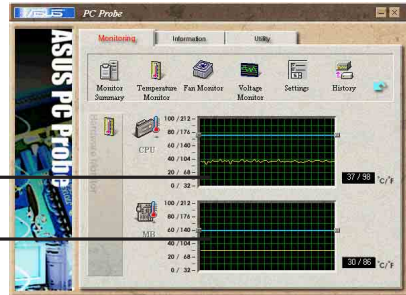 ASUS
PC Probe
Monitoring
Information
Utility
ASUS PC Probe
Monitor Summary
Temperature Monitor
Fan Monitor
Voltage Monitor
Settings
History
CPU
100 / 212
80 / 176
60 / 140
40 / 104
20 / 68
0 / 32
37 / 98
°C/°F
MB
100 / 212
80 / 176
60 / 140
40 / 104
20 / 68
0 / 32
30 / 86
°C/°F